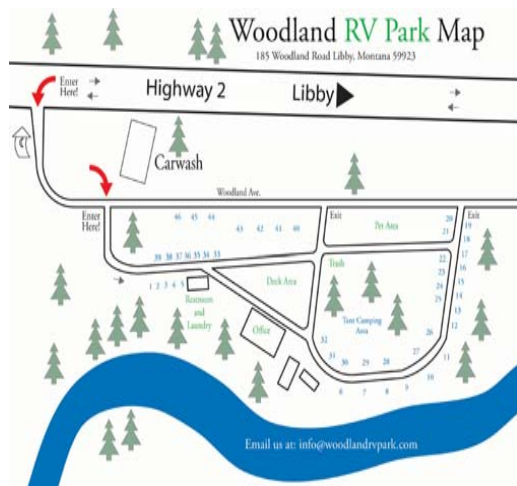 Woodland RV Park Map
185 Woodland Road Libby, Montana 59923
Enter
Here!
Highway 2
Libby
Carwash
Woodland Ave.
Enter
Here!
46 45 44
43 42 41 40
Exit
Pet Area
20
21
Exit
19
18
39 38 37 36 35 34 33
1 2 3 4 5
Restroom
and
Laundry
Deck Area
Trash
22
23
24
25
17
16
15
14
13
12
Office
Tent Camping
Area
26
27
11
32
31 30 29 28
6 7 8 9 10
Email us at: info@woodlandrvpark.com